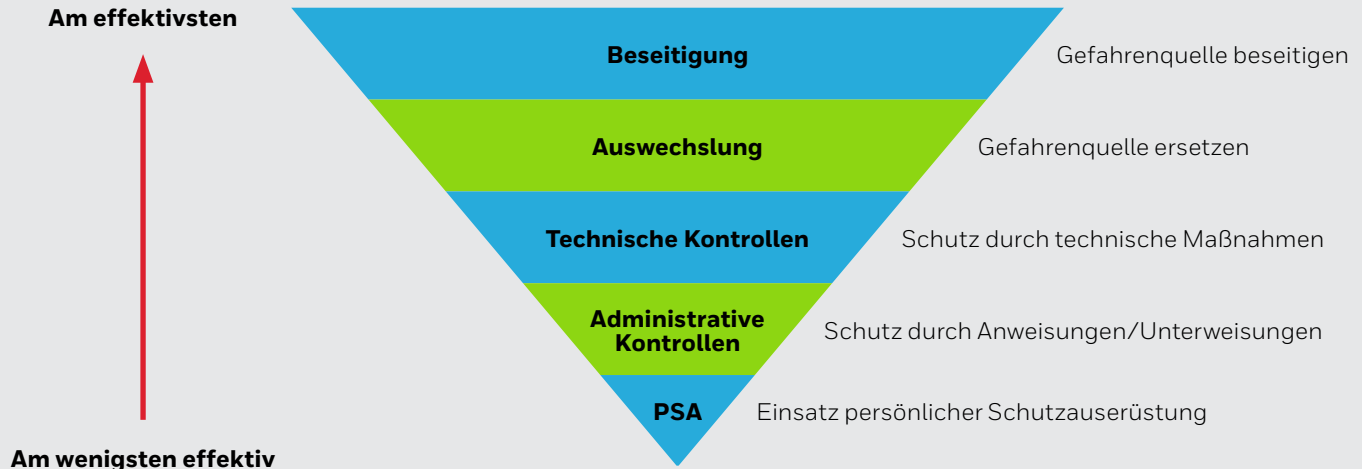 Am effektivsten
Beseitigung
Gefahrenquelle beseitigen
Auswechslung
Gefahrenquelle ersetzen
Technische Kontrollen
Schutz durch technische Maßnahmen
Administrative
Kontrollen
Schutz durch Anweisungen/Unterweisungen
PSA
Einsatz persönlicher Schutzauserüstung
Am wenigsten effektiv